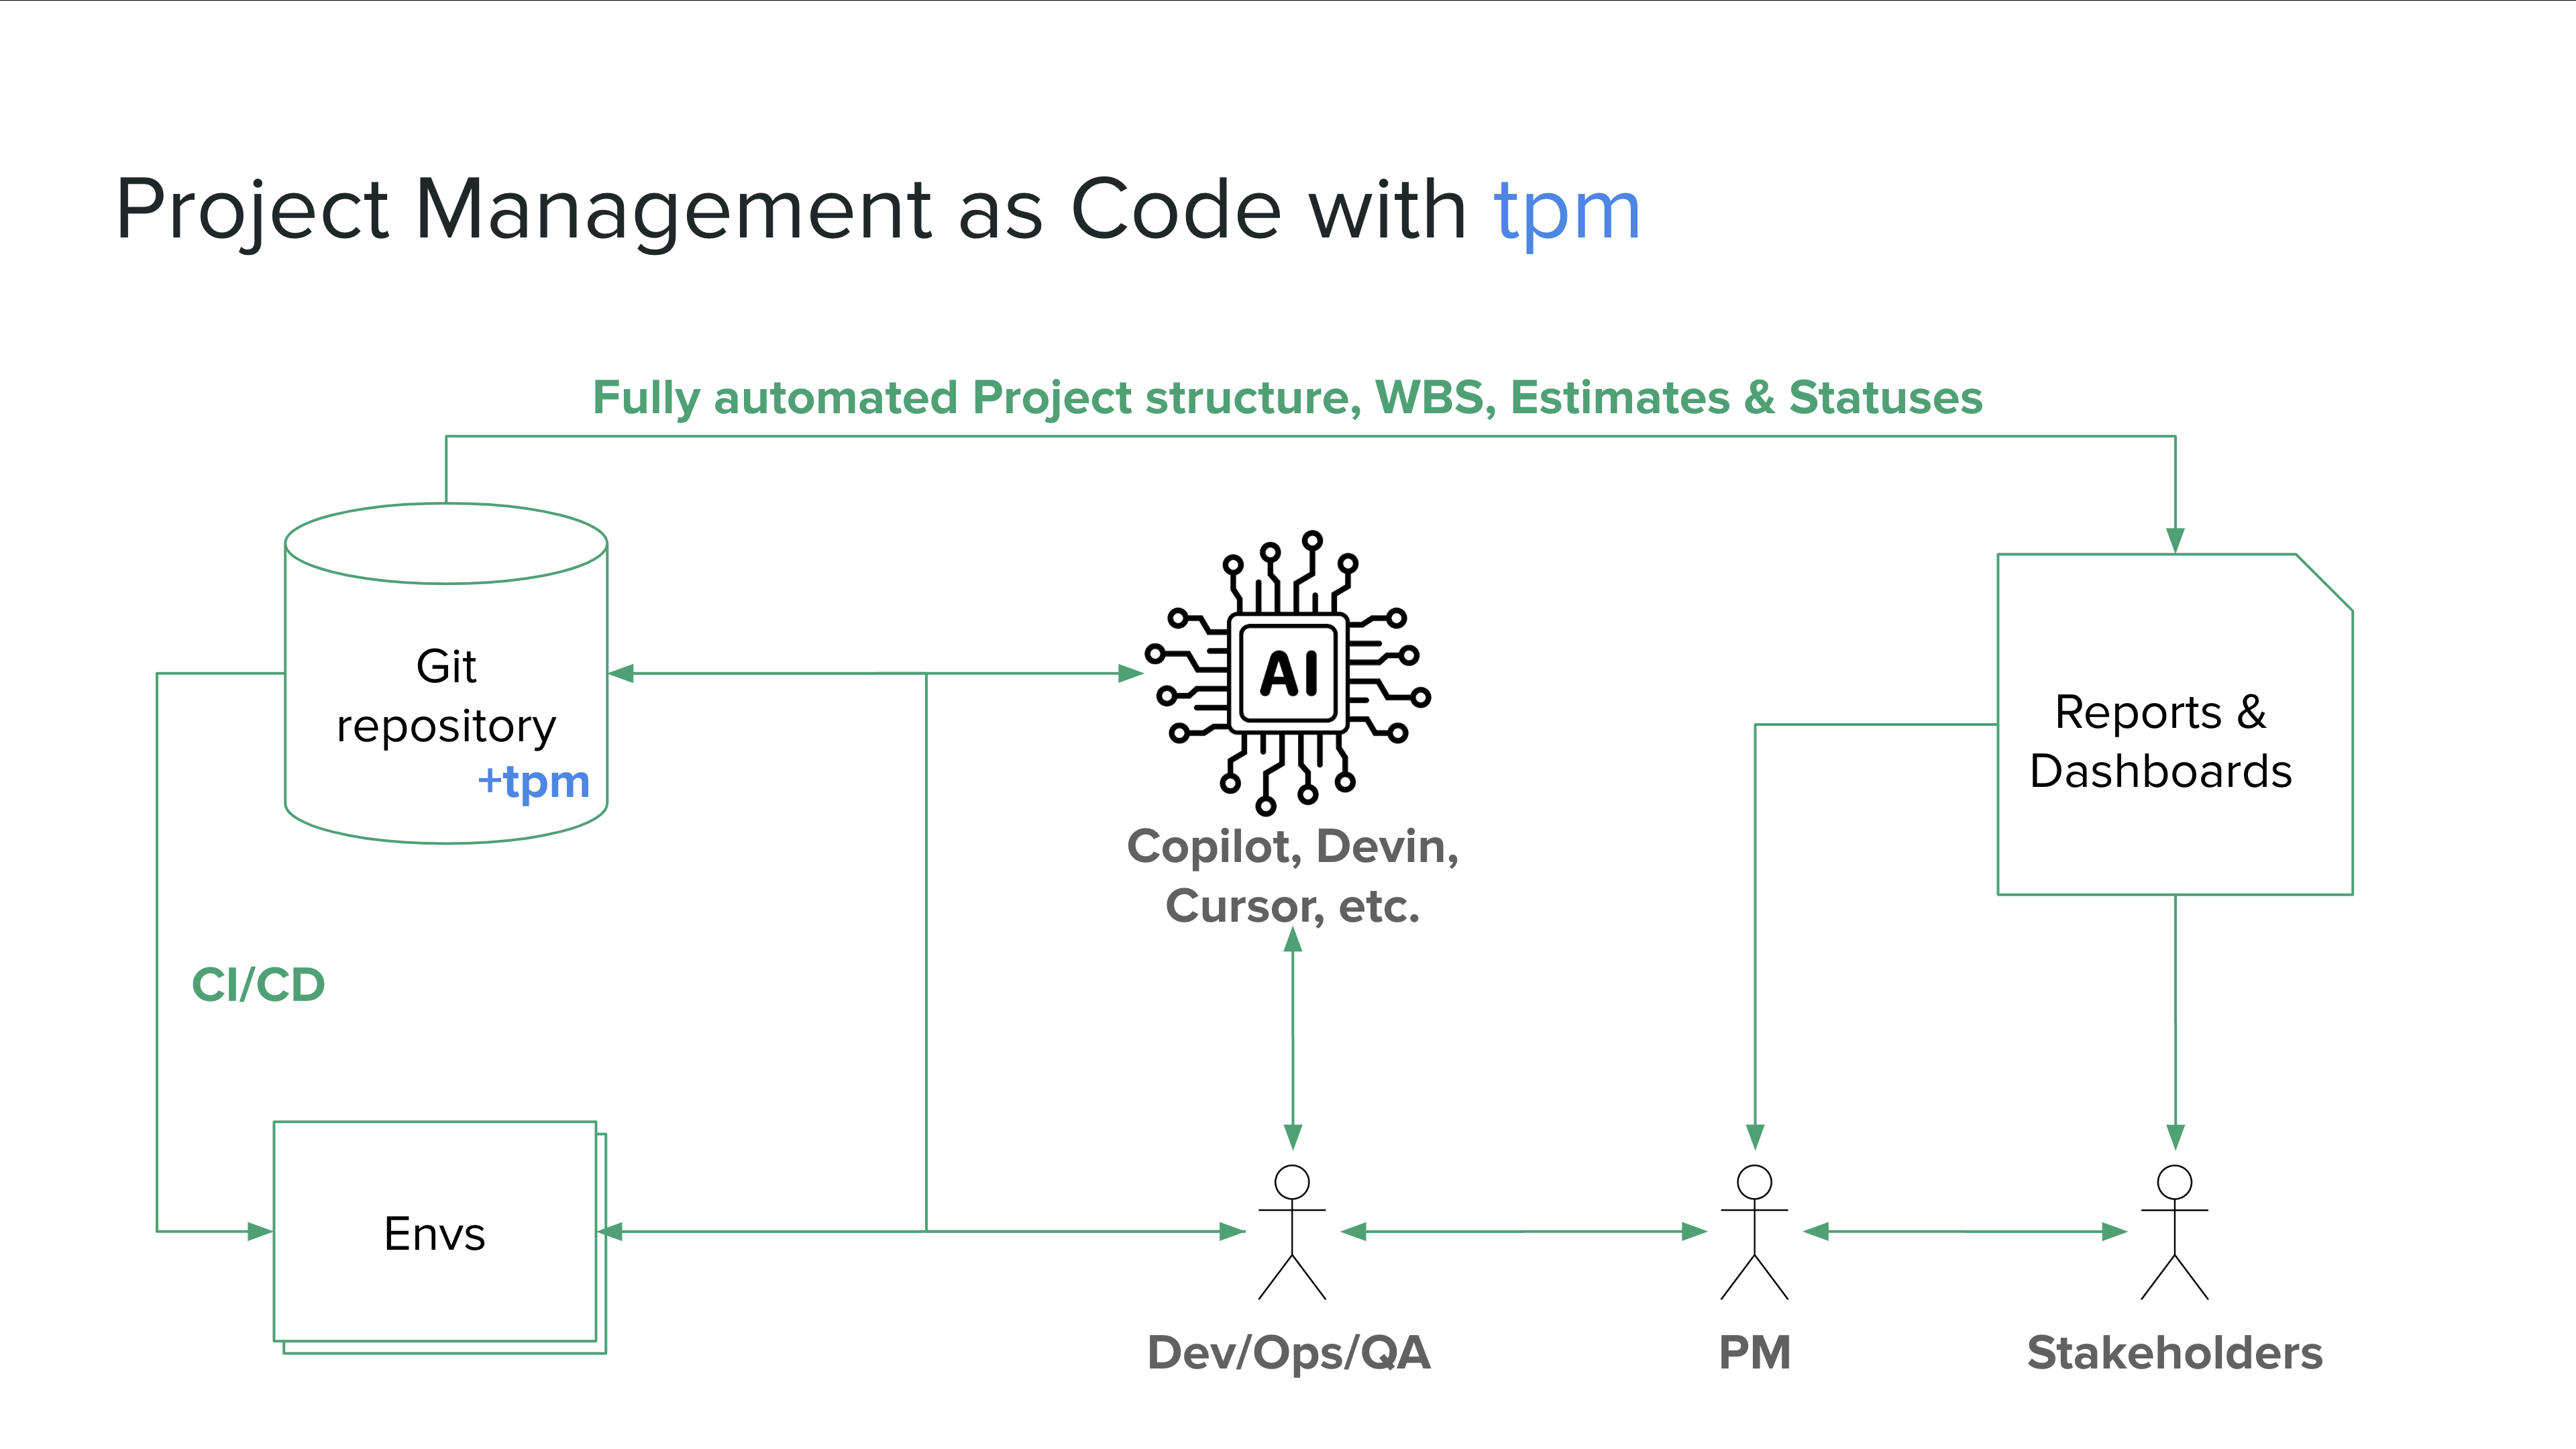 Project Management as Code with tpm
Fully automated Project structure, WBS, Estimates & Statuses
Git
repository
+tpm
AI
Copilot, Devin,
Cursor, etc.
Reports &
Dashboards
CI/CD
Envs
Dev/Ops/QA
PM
Stakeholders